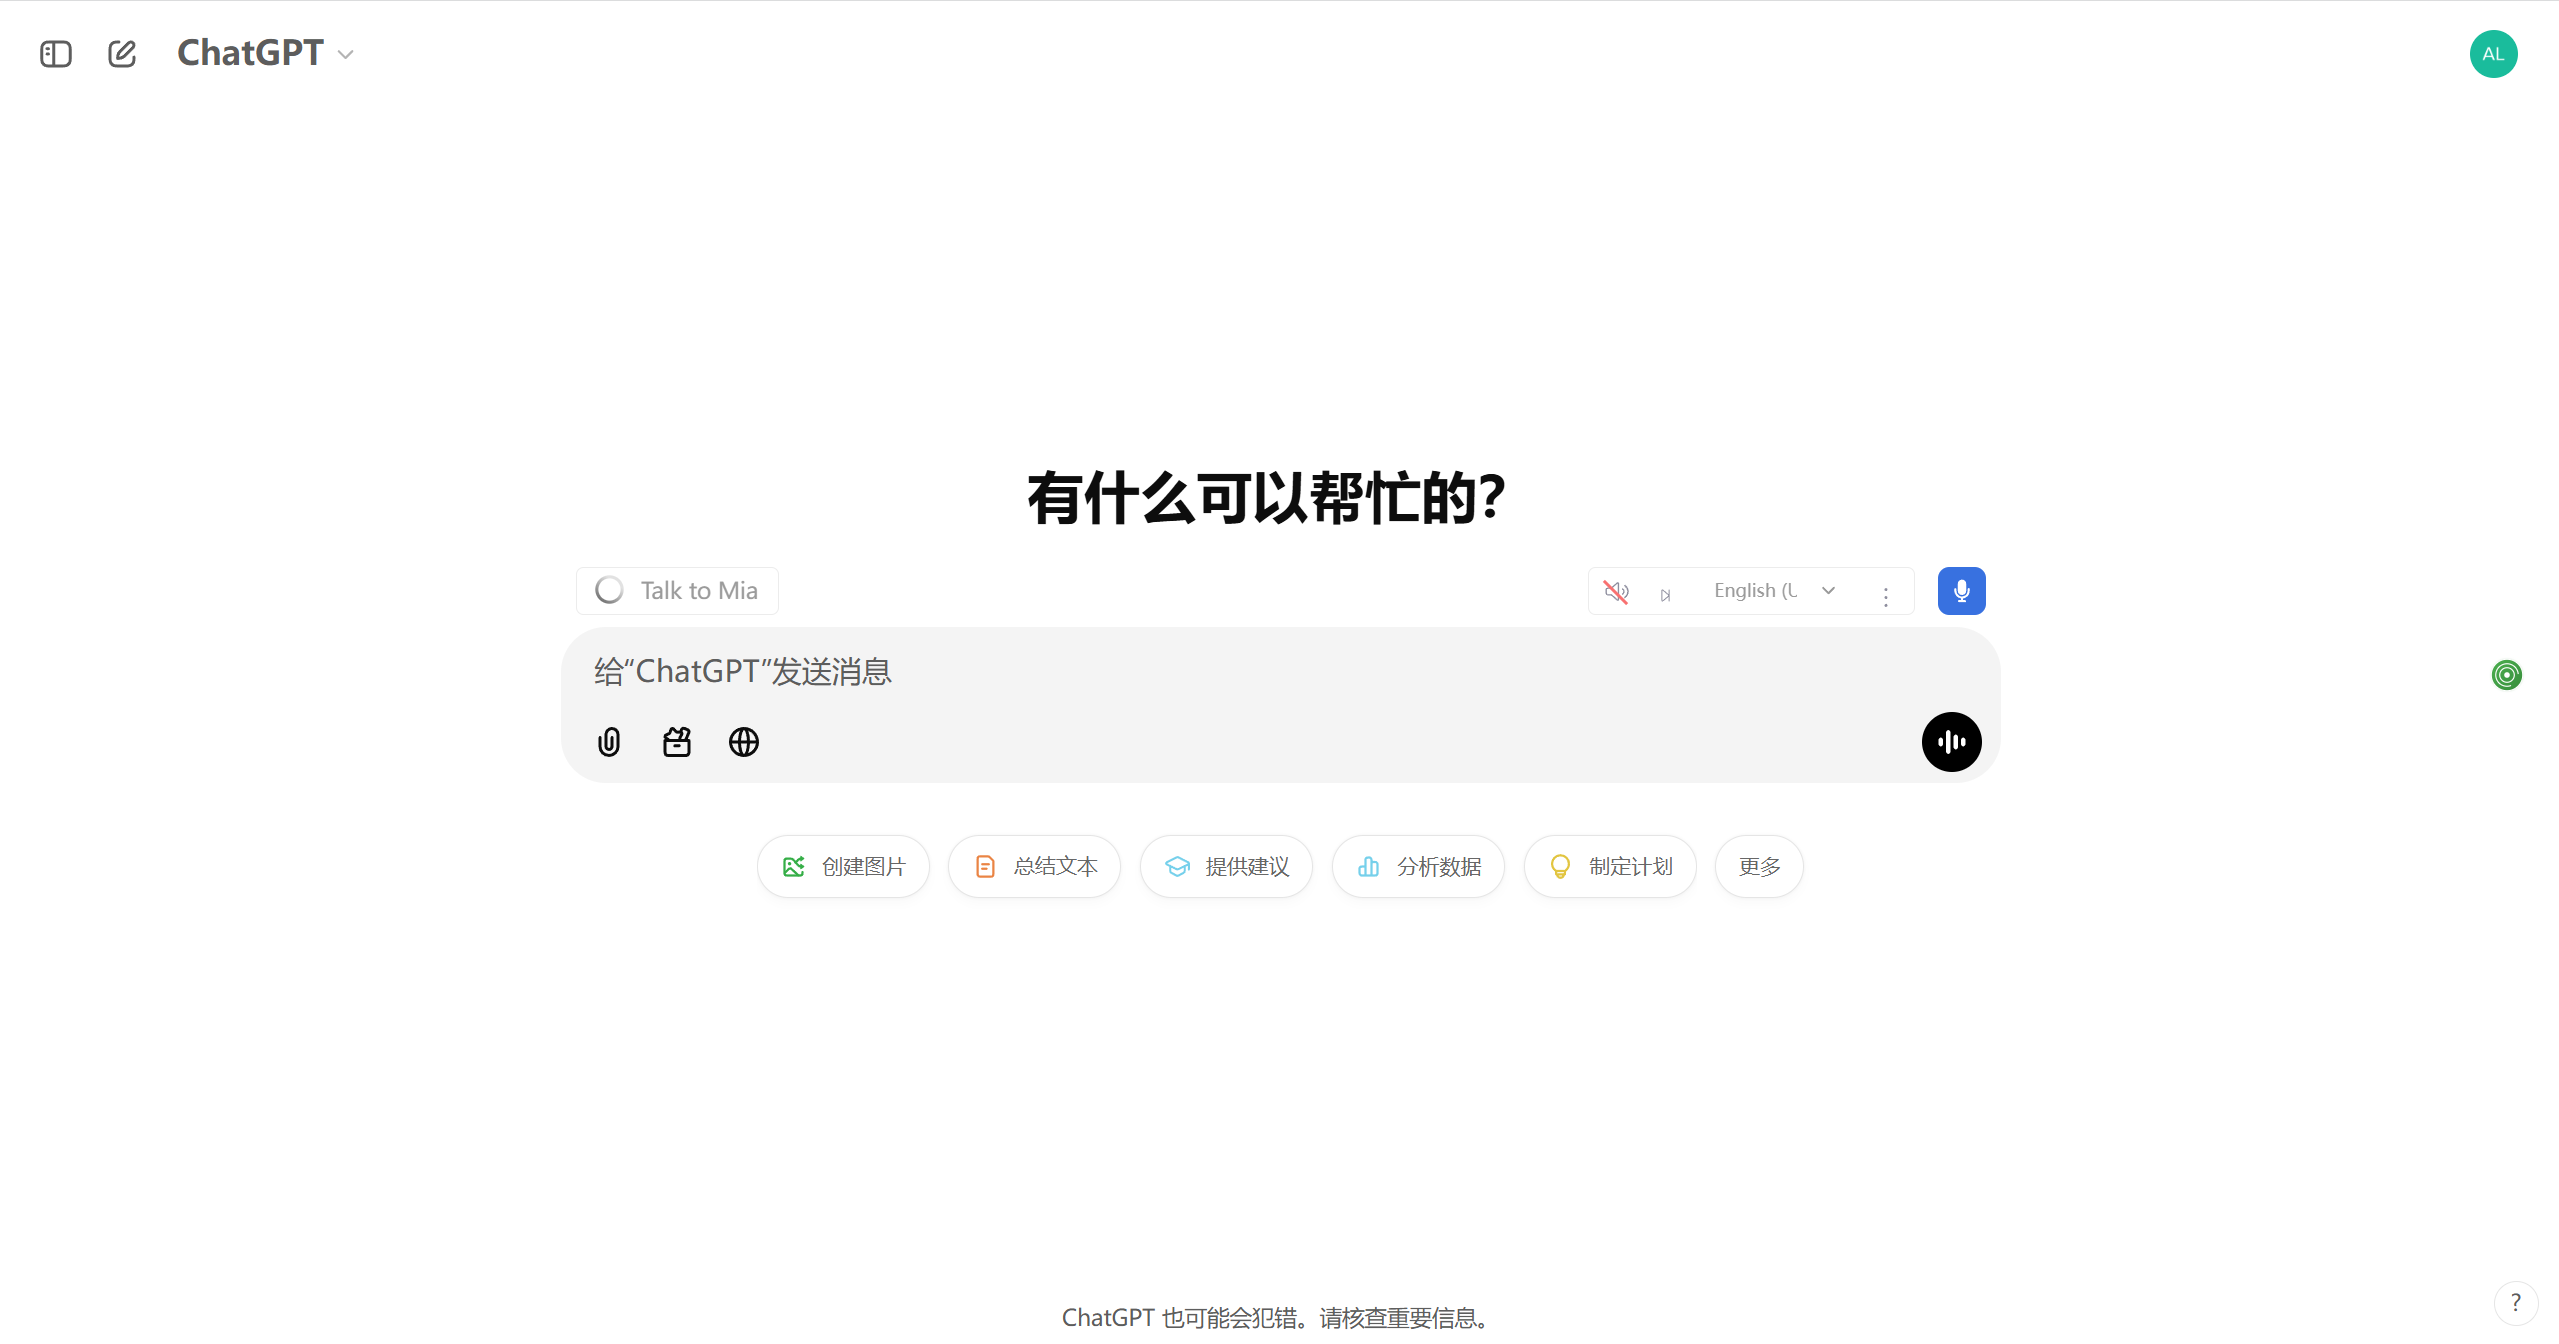 ChatGPT
AL
有什么可以帮忙的？
Talk to Mia
English (U
给“ChatGPT”发送消息
创建图片 总结文本 提供建议 分析数据 制定计划 更多
ChatGPT 也可能会犯错。请核查重要信息。
?